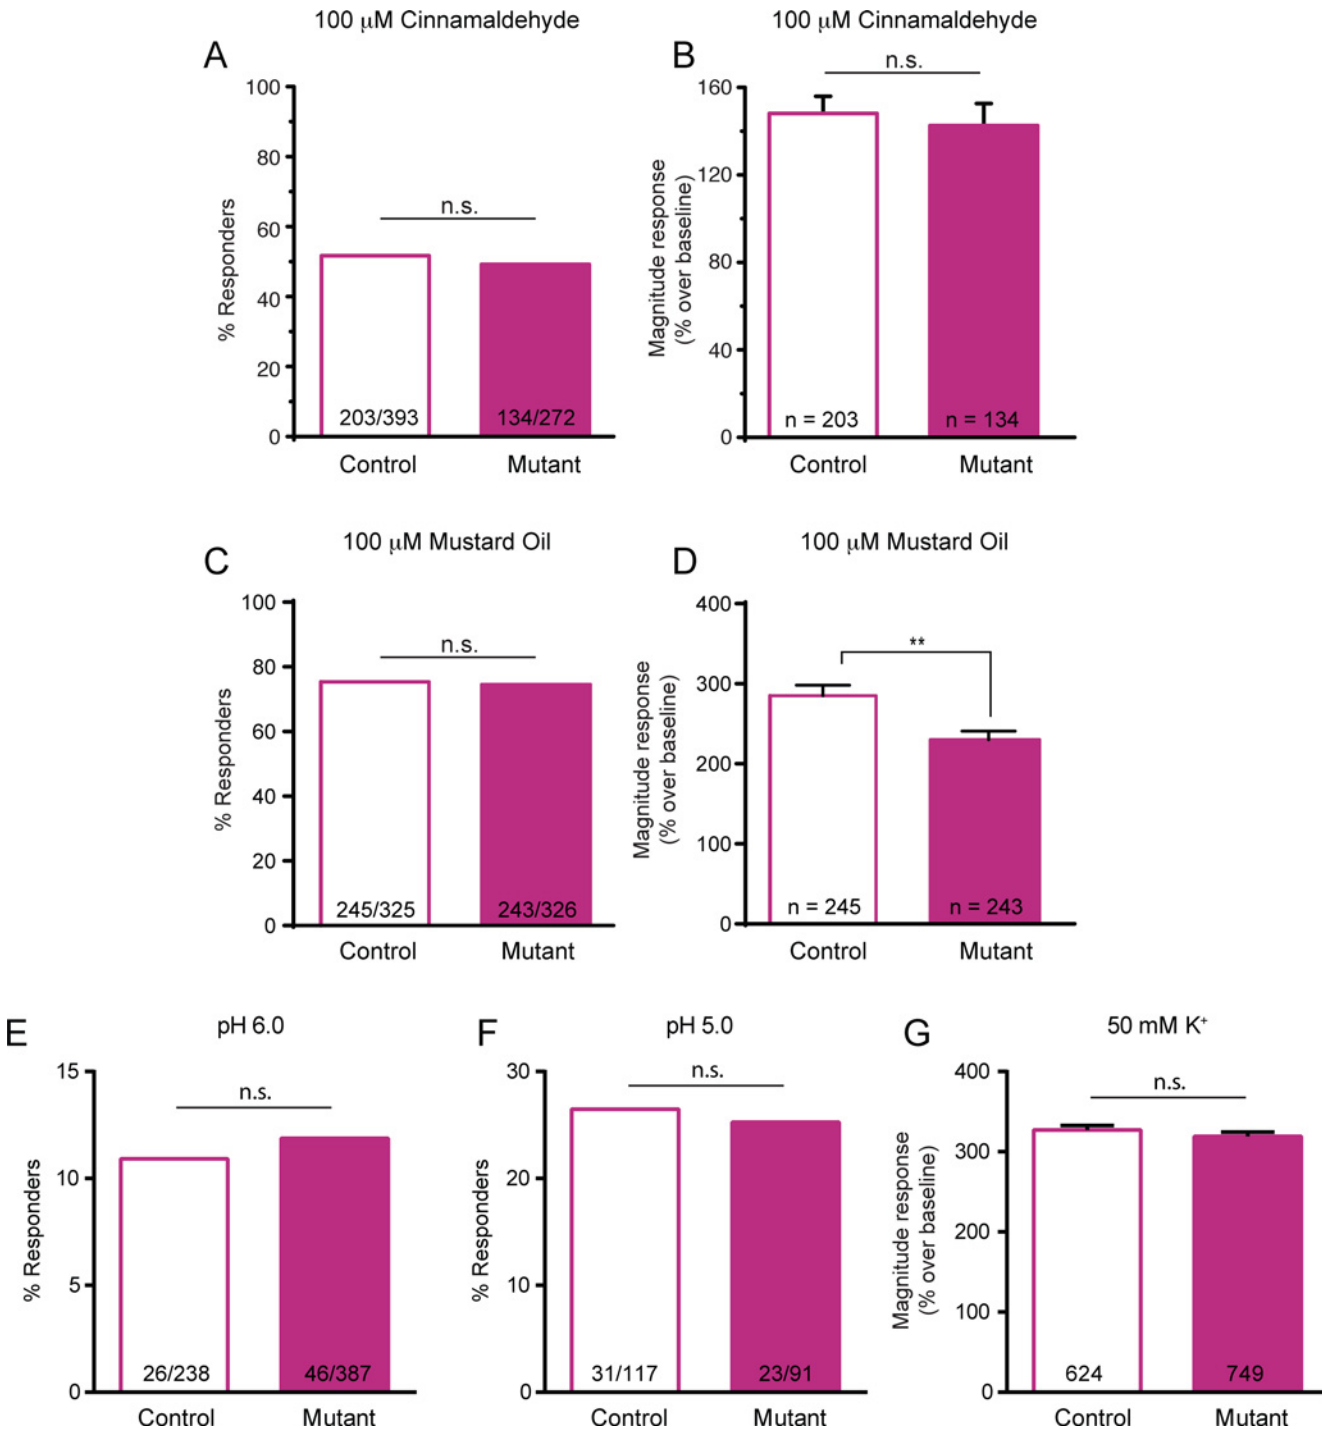 100 μM Cinnamaldehyde
A
% Responders
100
80
60
40
20
0
n.s.
203/393
134/272
Control
Mutant
100 μM Cinnamaldehyde
B
Magnitude response
(% over baseline)
160
120
80
40
0
n.s.
n = 203
n = 134
Control
Mutant
100 μM Mustard Oil
C
% Responders
100
80
60
40
20
0
n.s.
245/325
243/326
Control
Mutant
100 μM Mustard Oil
D
Magnitude response
(% over baseline)
400
300
200
100
0
**
n = 245
n = 243
Control
Mutant
E
pH 6.0
% Responders
15
10
5
0
n.s.
26/238
46/387
Control
Mutant
F
pH 5.0
% Responders
30
20
10
0
n.s.
31/117
23/91
Control
Mutant
G
50 mM K⁺
Magnitude response
(% over baseline)
400
300
200
100
0
n.s.
624
749
Control
Mutant